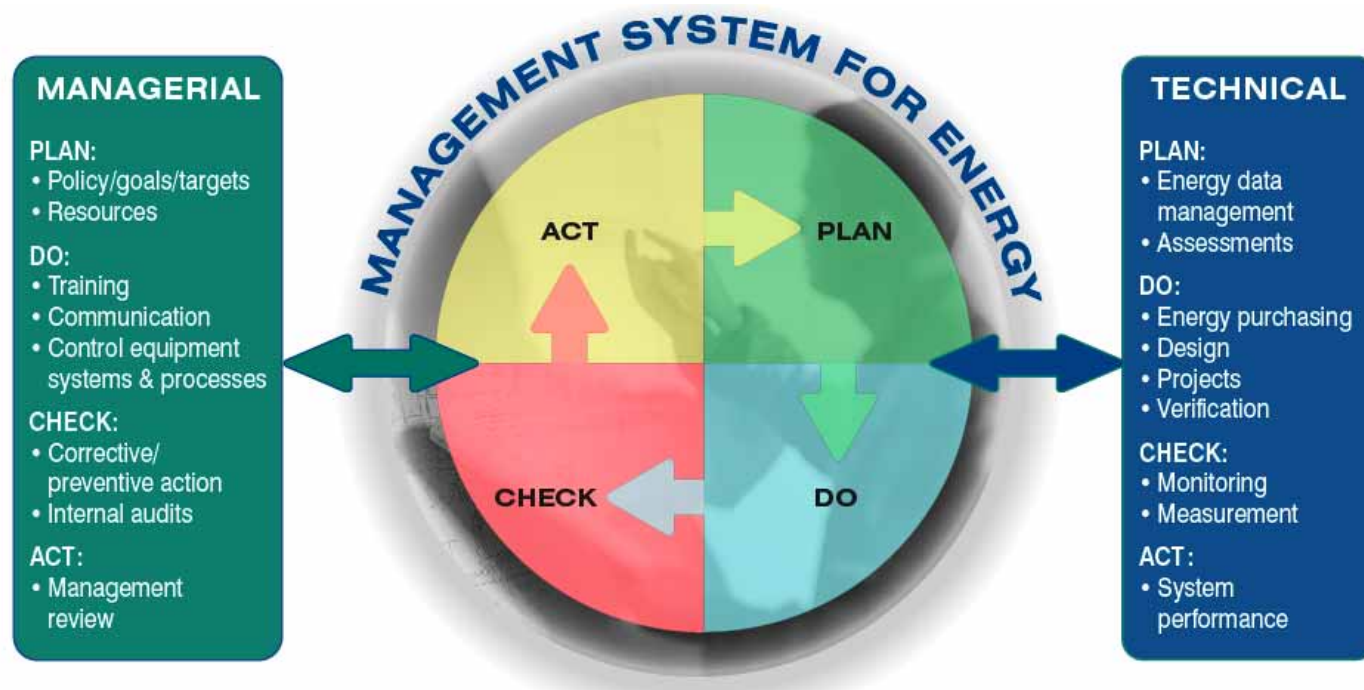 MANAGEMENT SYSTEM FOR ENERGY
MANAGERIAL
PLAN:
• Policy/goals/targets
• Resources
DO:
• Training
• Communication
• Control equipment
systems & processes
CHECK:
• Corrective/
preventive action
• Internal audits
ACT:
• Management
review
ACT
PLAN
CHECK
DO
TECHNICAL
PLAN:
• Energy data
management
• Assessments
DO:
• Energy purchasing
• Design
• Projects
• Verification
CHECK:
• Monitoring
• Measurement
ACT:
• System
performance